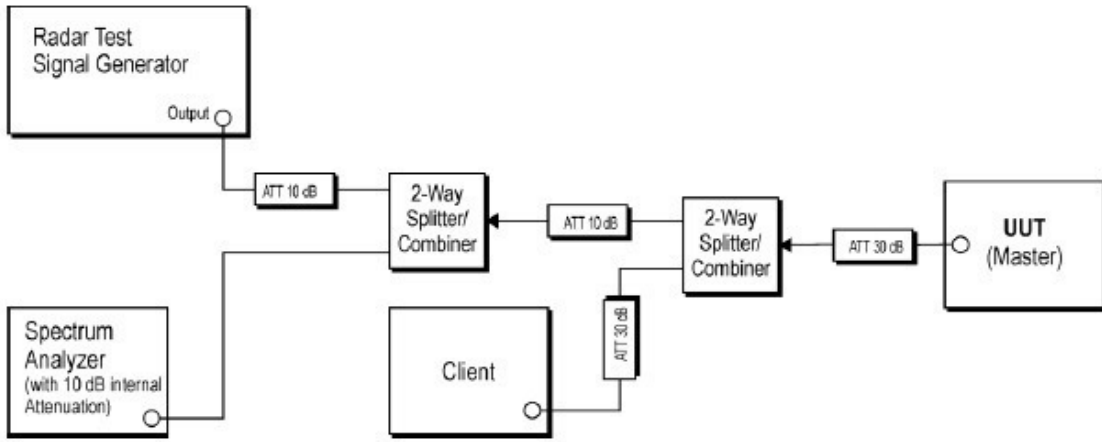 Radar Test
Signal Generator
Output
ATT 10 dB
2-Way
Splitter/
Combiner
ATT 10 dB
2-Way
Splitter/
Combiner
ATT 30 dB
UUT
(Master)
Spectrum
Analyzer
(with 10 dB internal
Attenuation)
Client
ATT 30 dB